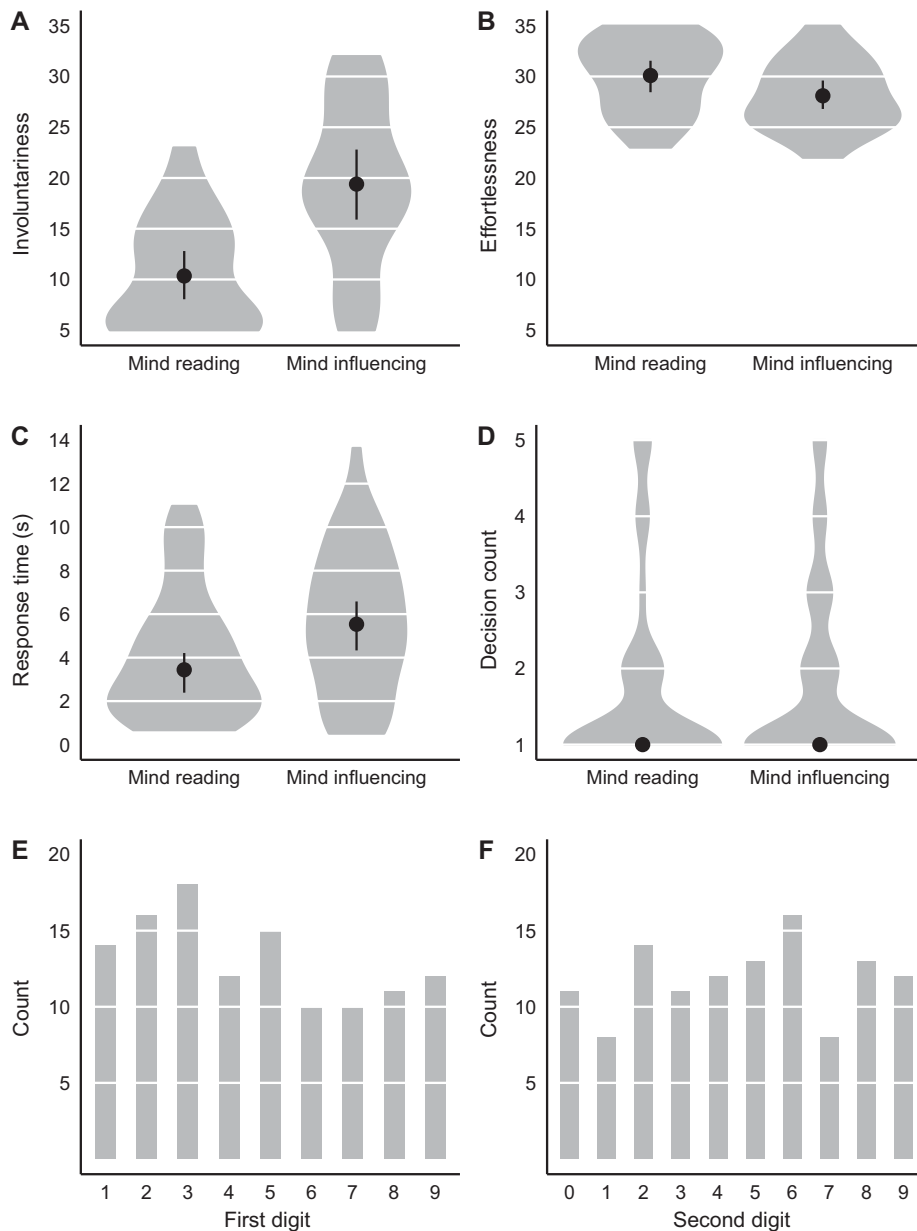 A
Involuntariness
35
30
25
20
15
10
5
Mind reading Mind influencing
B
Effortlessness
35
30
25
20
15
10
5
Mind reading Mind influencing
C
Response time (s)
14
12
10
8
6
4
2
0
Mind reading Mind influencing
D
Decision count
5
4
3
2
1
Mind reading Mind influencing
E
Count
20
15
10
5
1 2 3 4 5 6 7 8 9
First digit
F
Count
20
15
10
5
0 1 2 3 4 5 6 7 8 9
Second digit